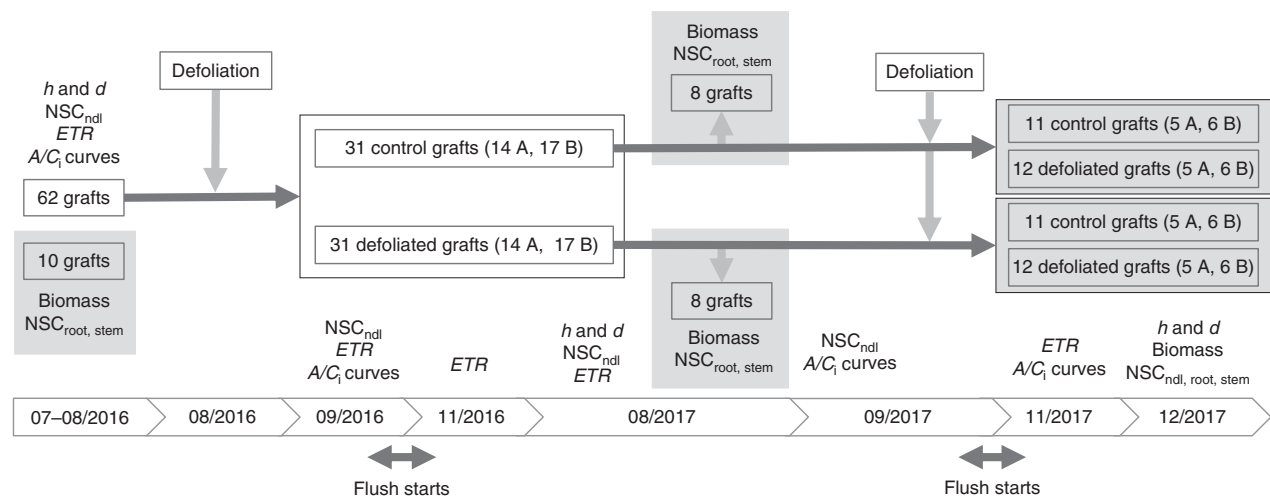 h and d
NSCndl
ETR
A/Ci curves
62 grafts
10 grafts
Biomass
NSCroot, stem
Defoliation
31 control grafts (14 A, 17 B)
31 defoliated grafts (14 A, 17 B)
Biomass
NSCroot, stem
8 grafts
8 grafts
Biomass
NSCroot, stem
Defoliation
11 control grafts (5 A, 6 B)
12 defoliated grafts (5 A, 6 B)
11 control grafts (5 A, 6 B)
12 defoliated grafts (5 A, 6 B)
NSCndl
ETR
A/Ci curves
ETR
h and d
NSCndl
ETR
NSCndl
A/Ci curves
ETR
A/Ci curves
h and d
Biomass
NSCndl, root, stem
07–08/2016
08/2016
09/2016
11/2016
08/2017
09/2017
11/2017
12/2017
Flush starts
Flush starts